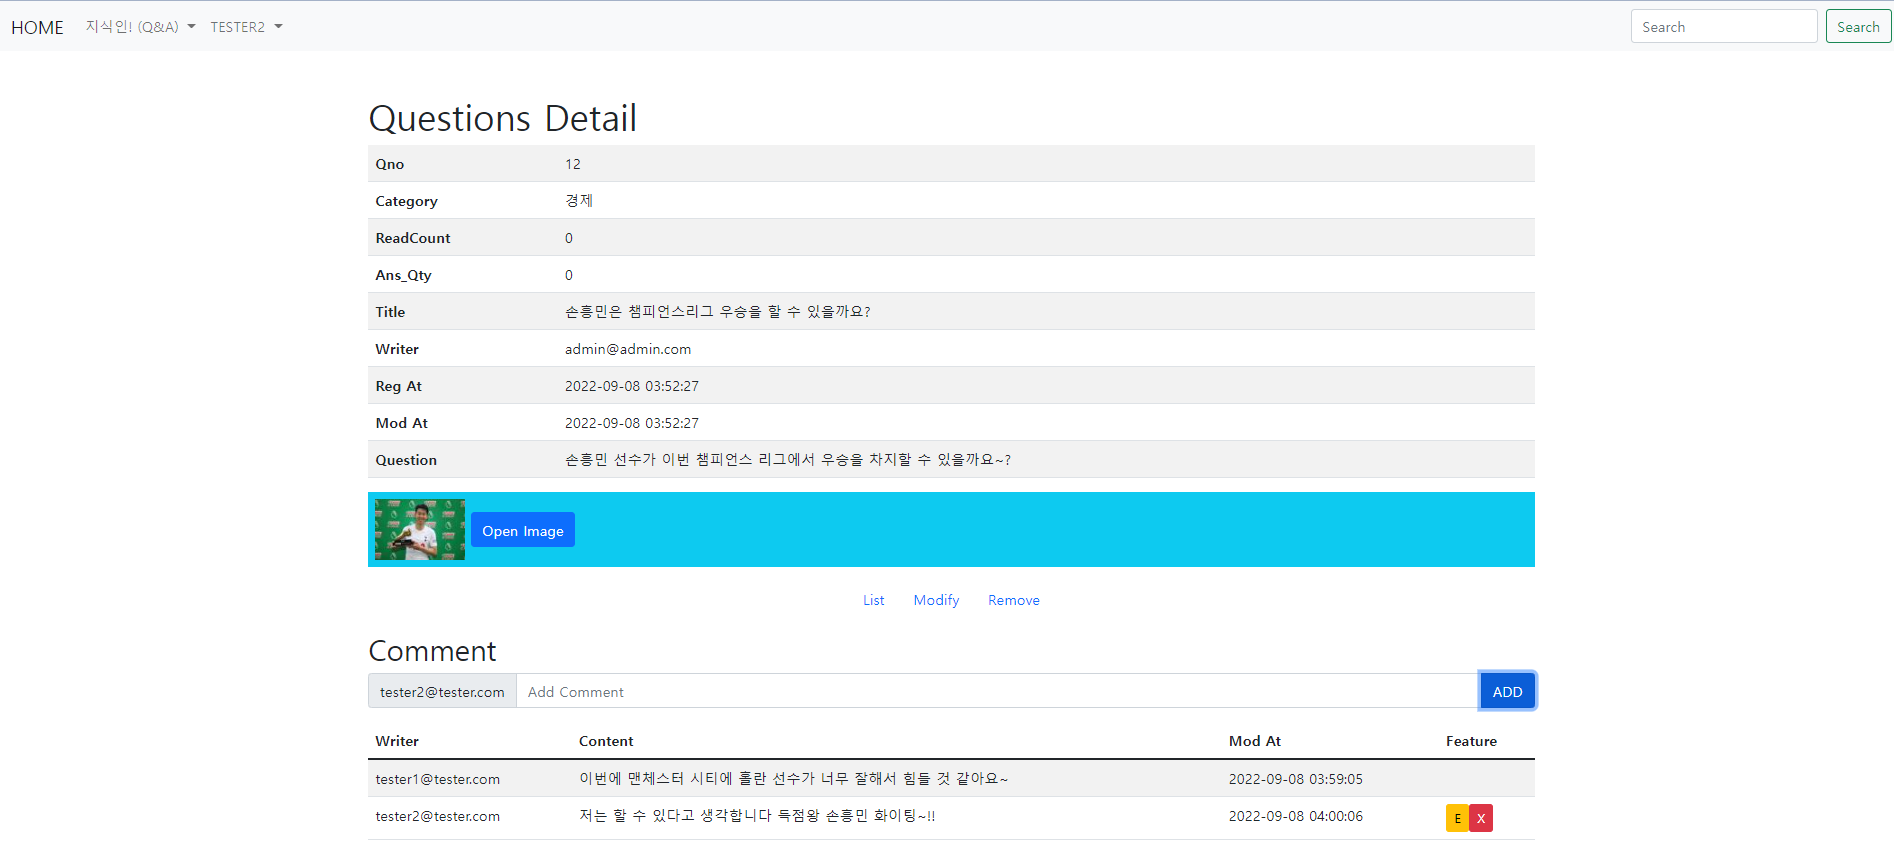 HOME 지식인! (Q&A) TESTER2 Search Search
Questions Detail
Qno 12
Category 경제
ReadCount 0
Ans_Qty 0
Title 손흥민은 챔피언스리그 우승을 할 수 있을까요?
Writer admin@admin.com
Reg At 2022-09-08 03:52:27
Mod At 2022-09-08 03:52:27
Question 손흥민 선수가 이번 챔피언스 리그에서 우승을 차지할 수 있을까요~?
Open Image
List Modify Remove
Comment
tester2@tester.com Add Comment ADD
Writer Content Mod At Feature
tester1@tester.com 이번에 맨체스터 시티에 홀란 선수가 너무 잘해서 힘들 것 같아요~ 2022-09-08 03:59:05
tester2@tester.com 저는 할 수 있다고 생각합니다 득점왕 손흥민 화이팅~!! 2022-09-08 04:00:06 E X